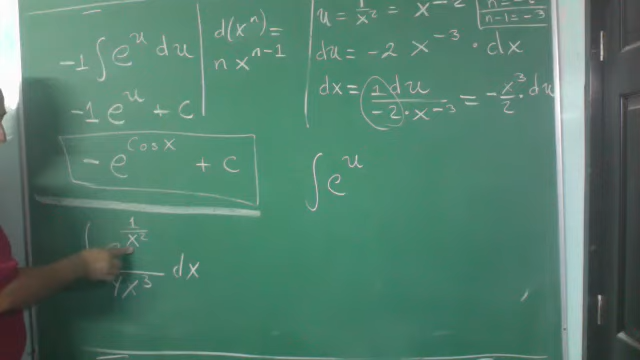 -1 ∫ e^u du
-1 e^u + c
- e^(cos x) + c
d(x^n) =
n x^(n-1)
u = 1/x² = x^-2
n-1=-3
du = -2 x^-3 · dx
dx = 1 du / (-2 · x^-3) = - x³/2 · du
∫ e^u
1/x²
x³ dx